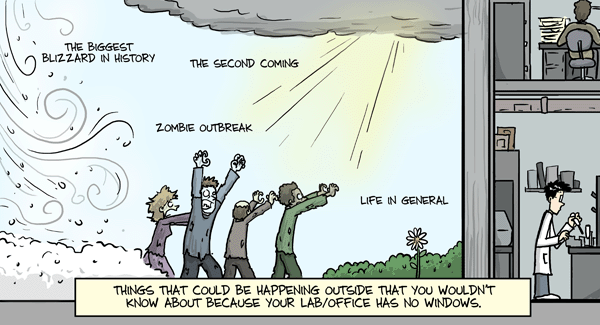 THE BIGGEST
BLIZZARD IN HISTORY
THE SECOND COMING
ZOMBIE OUTBREAK
LIFE IN GENERAL
THINGS THAT COULD BE HAPPENING OUTSIDE THAT YOU WOULDN'T
KNOW ABOUT BECAUSE YOUR LAB/OFFICE HAS NO WINDOWS.